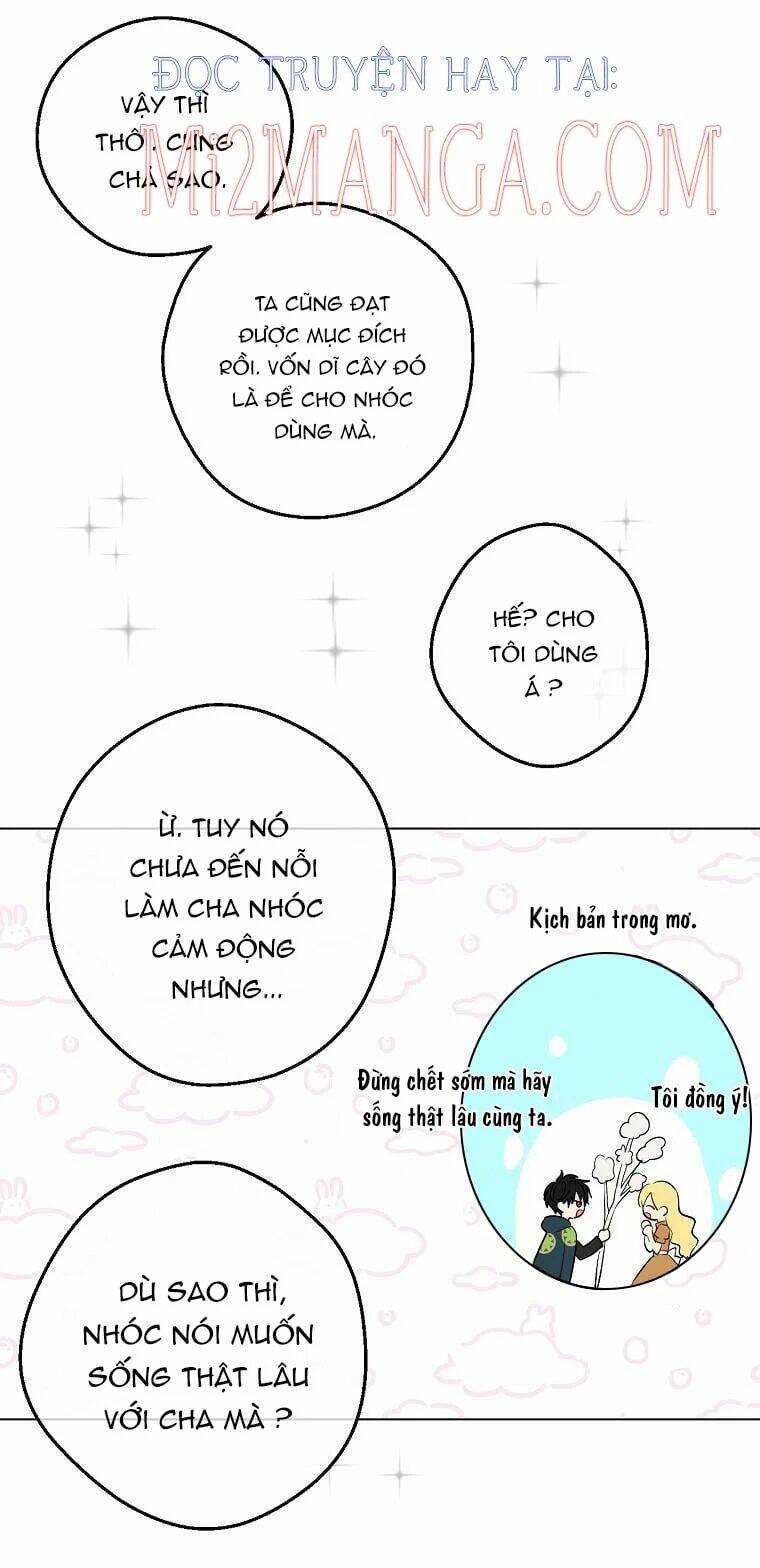 ĐỌC TRUYỆN HAY TẠI:
MI2MANGA.COM
VẬY THÌ
THÔI, CŨNG
CHẢ SAO.
TA CŨNG ĐẠT
ĐƯỢC MỤC ĐÍCH
RỒI. VỐN DĨ CÂY ĐÓ
LÀ ĐỂ CHO NHÓC
DÙNG MÀ.
HẾ? CHO
TÔI DÙNG
Á ?
Ừ. TUY NÓ
CHƯA ĐẾN NỖI
LÀM CHA NHÓC
CẢM ĐỘNG
NHƯNG...
Kịch bản trong mơ.
Đừng chết sớm mà hãy
sống thật lâu cùng ta.
Tôi đồng ý!
DÙ SAO THÌ,
NHÓC NÓI MUỐN
SỐNG THẬT LÂU
VỚI CHA MÀ ?